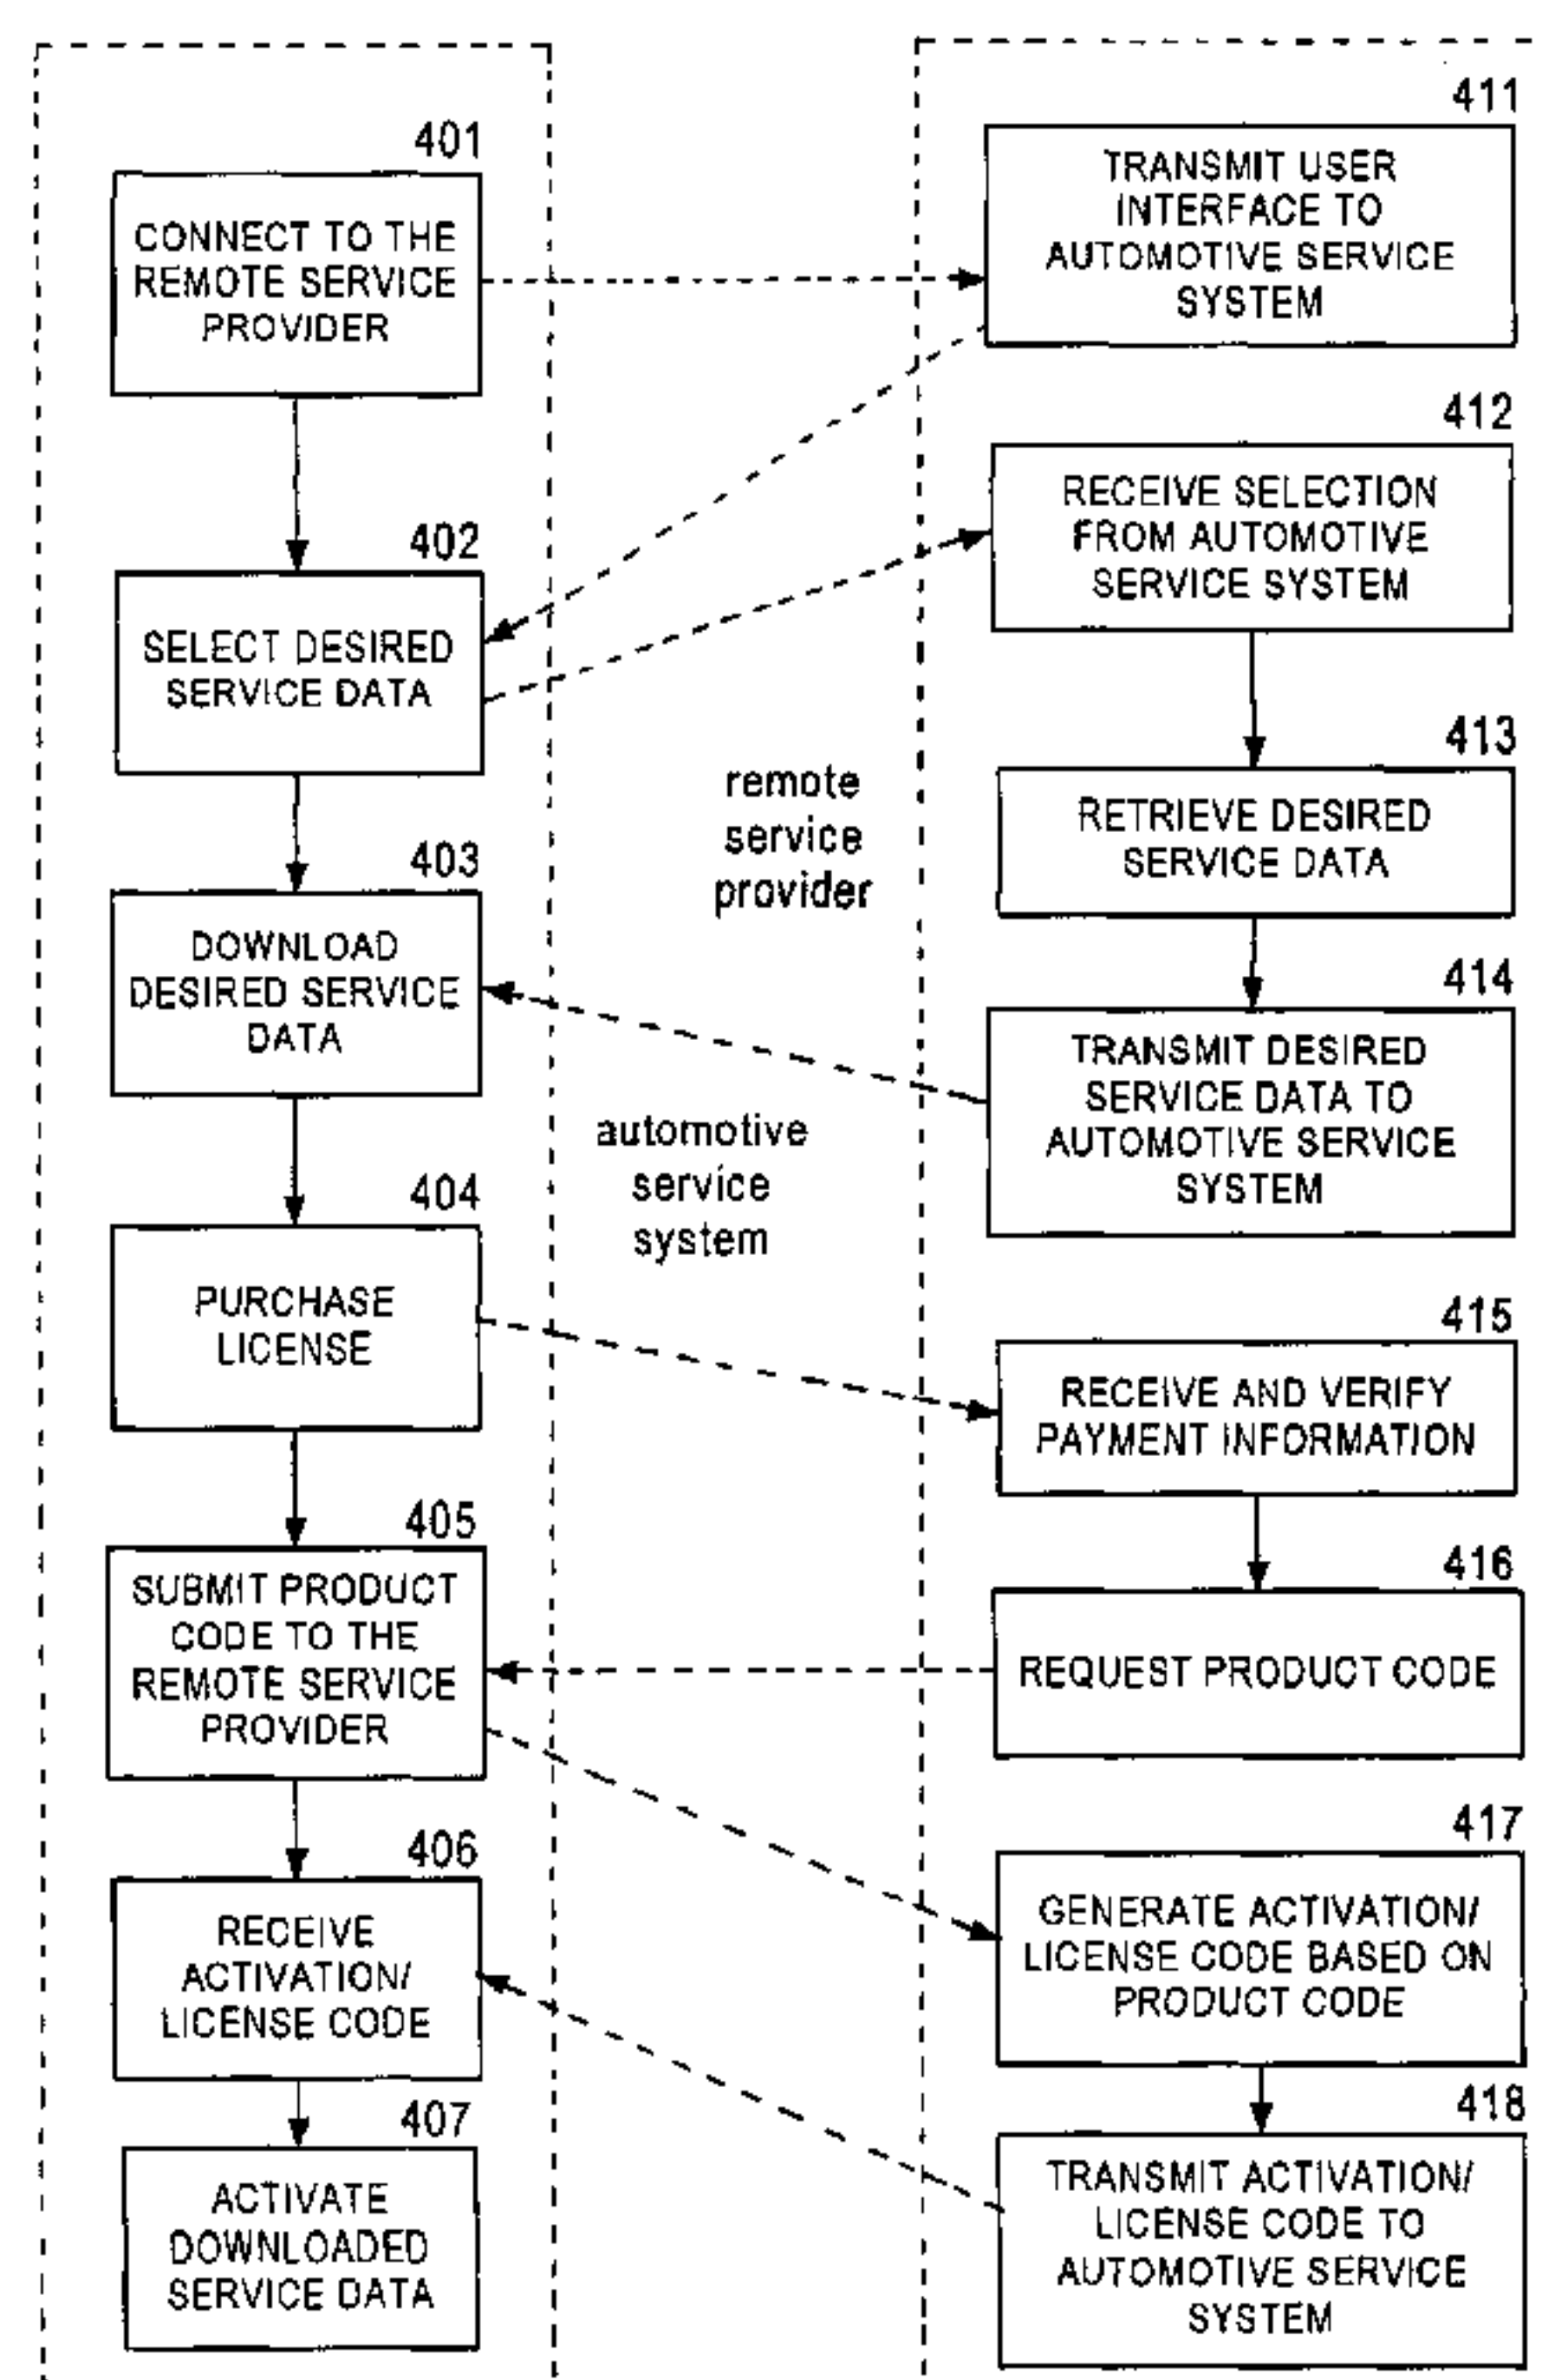 401
CONNECT TO THE
REMOTE SERVICE
PROVIDER
402
SELECT DESIRED
SERVICE DATA
403
DOWNLOAD
DESIRED SERVICE
DATA
404
PURCHASE
LICENSE
405
SUBMIT PRODUCT
CODE TO THE
REMOTE SERVICE
PROVIDER
406
RECEIVE
ACTIVATION/
LICENSE CODE
407
ACTIVATE
DOWNLOADED
SERVICE DATA
remote
service
provider
automotive
service
system
411
TRANSMIT USER
INTERFACE TO
AUTOMOTIVE SERVICE
SYSTEM
412
RECEIVE SELECTION
FROM AUTOMOTIVE
SERVICE SYSTEM
413
RETRIEVE DESIRED
SERVICE DATA
414
TRANSMIT DESIRED
SERVICE DATA TO
AUTOMOTIVE SERVICE
SYSTEM
415
RECEIVE AND VERIFY
PAYMENT INFORMATION
416
REQUEST PRODUCT CODE
417
GENERATE ACTIVATION/
LICENSE CODE BASED ON
PRODUCT CODE
418
TRANSMIT ACTIVATION/
LICENSE CODE TO
AUTOMOTIVE SERVICE
SYSTEM